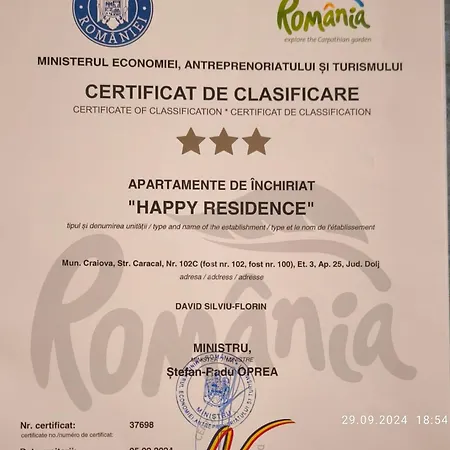 ROMÂNIEI
România
explore the Carpathian garden
MINISTERUL ECONOMIEI, ANTREPRENORIATULUI ȘI TURISMULUI
CERTIFICAT DE CLASIFICARE
CERTIFICATE OF CLASSIFICATION * CERTIFICAT DE CLASSIFICATION
APARTAMENTE DE ÎNCHIRIAT
"HAPPY RESIDENCE"
tipul și denumirea unității / type and name of the establishment / type et le nom de l'établissement
Mun. Craiova, Str. Caracal, Nr. 102C (fost nr. 102, fost nr. 100), Et. 3, Ap. 25, Jud. Dolj
adresa / address / adresse
România
DAVID SILVIU-FLORIN
MINISTRU,
Ștefan-Radu OPREA
Nr. certificat: 37698
certificate no./numéro de certificat:
29.09.2024 18:54